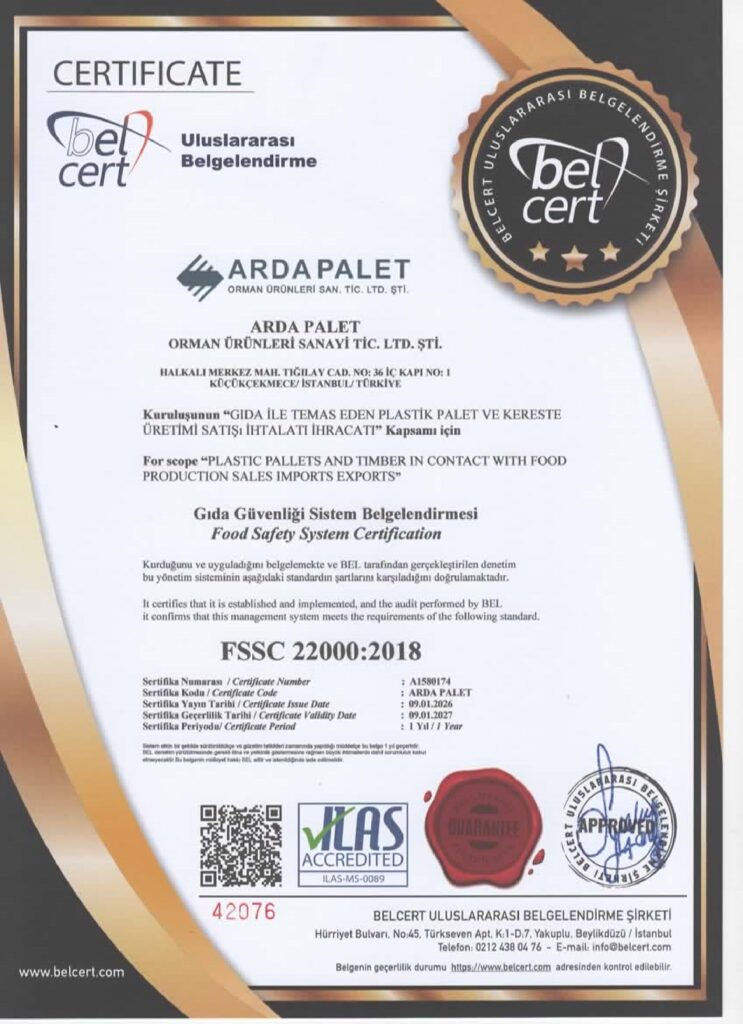 CERTIFICATE
bel
cert
Uluslararası
Belgelendirme
BELCERT ULUSLARARASI BELGELENDİRME ŞİRKETİ
bel
cert
ARDA PALET
ORMAN ÜRÜNLERİ SAN. TİC. LTD. ŞTİ.
ARDA PALET
ORMAN ÜRÜNLERİ SANAYİ TİC. LTD. ŞTİ.
HALKALI MERKEZ MAH. TIĞILAY CAD. NO: 36 İÇ KAPI NO: 1
KÜÇÜKÇEKMECE/ İSTANBUL/ TÜRKİYE
Kuruluşunun “GIDA İLE TEMAS EDEN PLASTİK PALET VE KERESTE
ÜRETİMİ SATIŞI İHTALATI İHRACATI” Kapsamı için
For scope “PLASTIC PALLETS AND TIMBER IN CONTACT WITH FOOD
PRODUCTION SALES IMPORTS EXPORTS”
Gıda Güvenliği Sistem Belgelendirmesi
Food Safety System Certification
Kurduğunu ve uyguladığını belgelemekte ve BEL tarafından gerçekleştirilen denetim
bu yönetim sisteminin aşağıdaki standardın şartlarını karşıladığını doğrulamaktadır.
It certifies that it is established and implemented, and the audit performed by BEL
it confirms that this management system meets the requirements of the following standard.
FSSC 22000:2018
Sertifika Numarası / Certificate Number : A1580174
Sertifika Kodu / Certificate Code : ARDA PALET
Sertifika Yayın Tarihi / Certificate Issue Date : 09.01.2026
Sertifika Geçerlilik Tarihi / Certificate Validity Date : 09.01.2027
Sertifika Periyodu/ Certificate Period : 1 Yıl / 1 Year
ILAS
ACCREDITED
ILAS-MS-0089
GUARANTEE
BELCERT ULUSLARARASI BELGELENDİRME ŞİRKETİ
APPROVED
42076
BELCERT ULUSLARARASI BELGELENDİRME ŞİRKETİ
Hürriyet Bulvarı, No:45, Türkseven Apt, K:1-D:7, Yakuplu, Beylikdüzü / İstanbul
Telefon: 0212 438 04 76 - E-mail: info@belcert.com
www.belcert.com
Belgenin geçerlilik durumu https://www.belcert.com adresinden kontrol edilebilir.